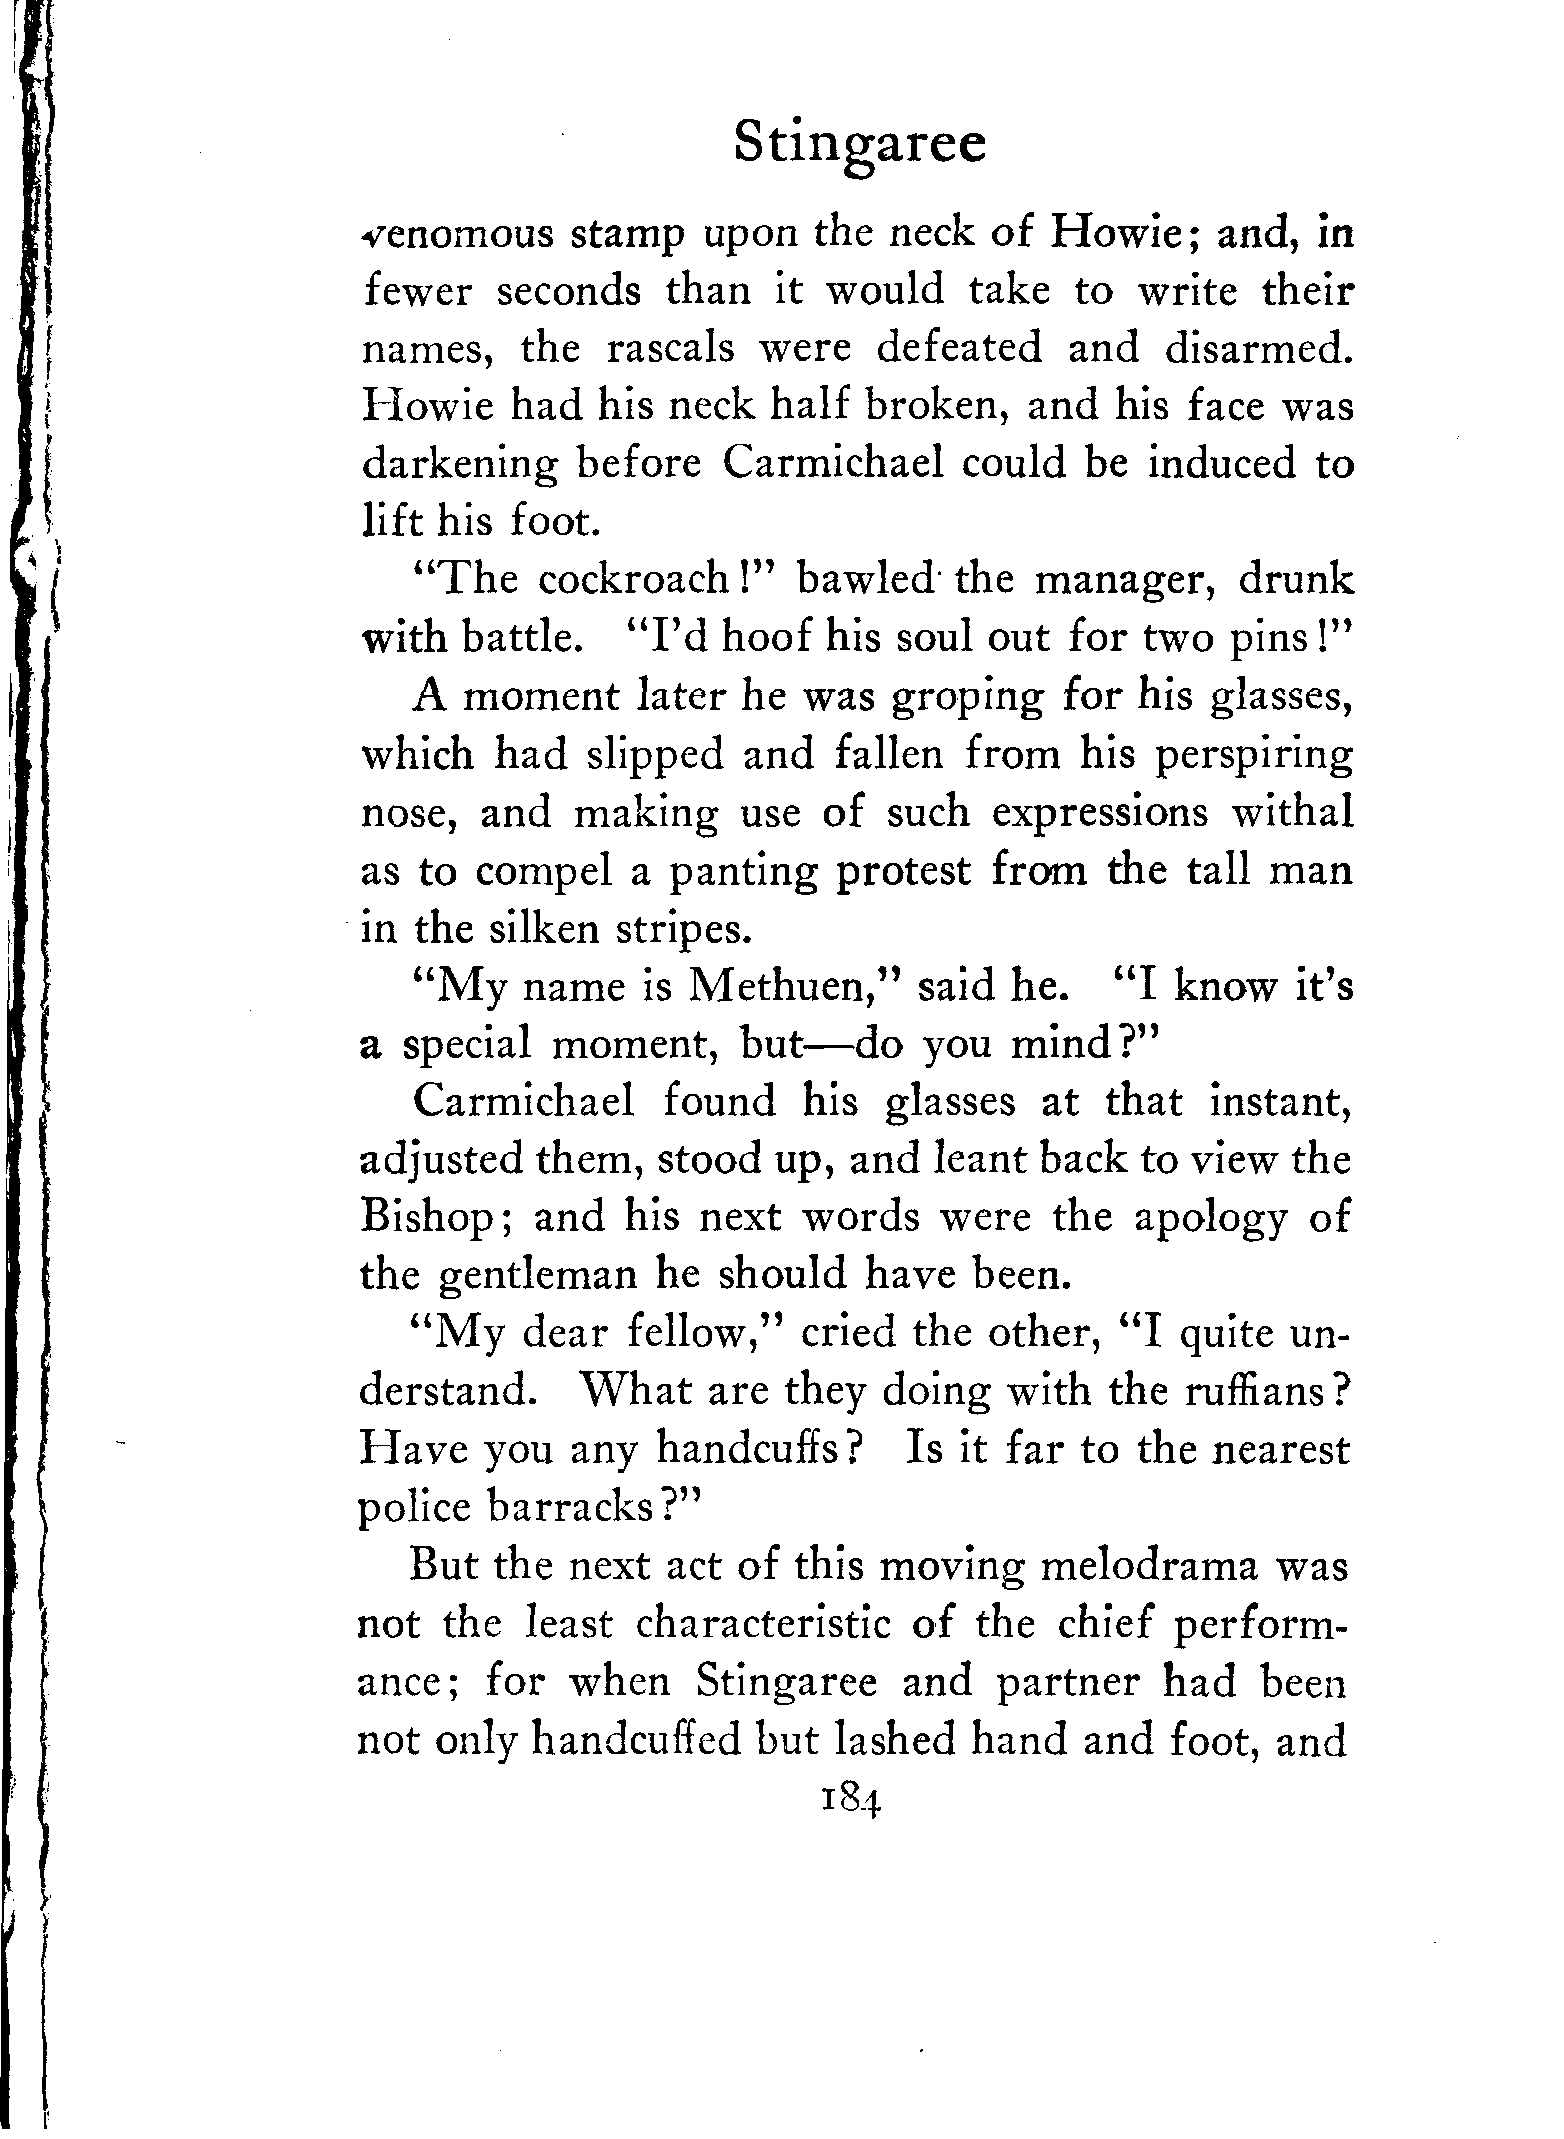 Stingaree
venomous stamp upon the neck of Howie; and, in
fewer seconds than it would take to write their
names, the rascals were defeated and disarmed.
Howie had his neck half broken, and his face was
darkening before Carmichael could be induced to
lift his foot.
"The cockroach!" bawled the manager, drunk
with battle. "I'd hoof his soul out for two pins!"
A moment later he was groping for his glasses,
which had slipped and fallen from his perspiring
nose, and making use of such expressions withal
as to compel a panting protest from the tall man
in the silken stripes.
"My name is Methuen," said he. "I know it's
a special moment, but—do you mind?"
Carmichael found his glasses at that instant,
adjusted them, stood up, and leant back to view the
Bishop; and his next words were the apology of
the gentleman he should have been.
"My dear fellow," cried the other, "I quite un-
derstand. What are they doing with the ruffians?
Have you any handcuffs? Is it far to the nearest
police barracks?"
But the next act of this moving melodrama was
not the least characteristic of the chief perform-
ance; for when Stingaree and partner had been
not only handcuffed but lashed hand and foot, and
184